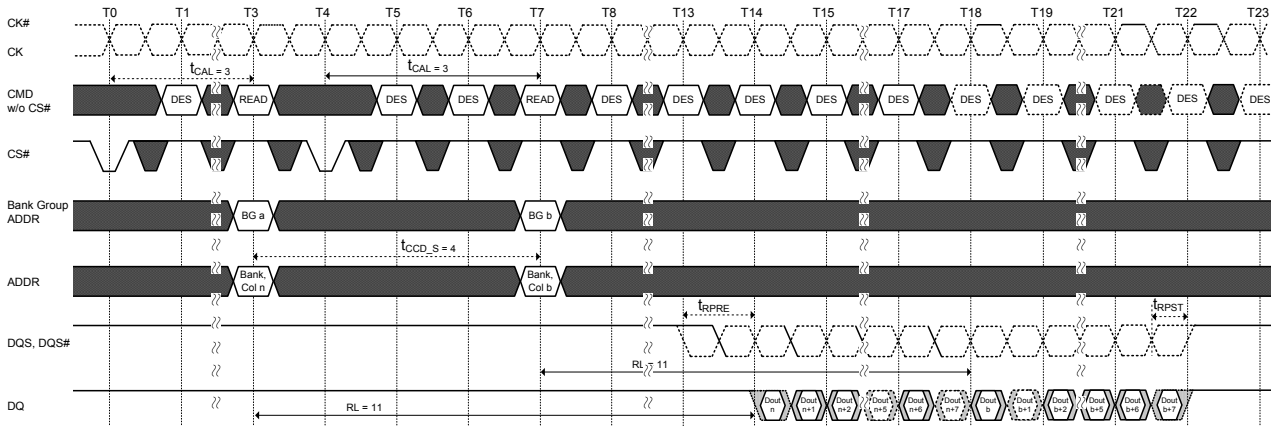 T0 T1 T3 T4 T5 T6 T7 T8 T13 T14 T15 T17 T18 T19 T21 T22 T23
CK#
CK
tCAL = 3 tCAL = 3
CMD
w/o CS#
DES READ DES DES READ DES DES DES DES DES DES DES DES DES DES
CS#
Bank Group
ADDR
BG a BG b
tCCD_S = 4
ADDR
Bank,
Col n
Bank,
Col b
tRPRE tRPST
DQS, DQS#
RL = 11
DQ
RL = 11
Dout
n
Dout
n+1
Dout
n+2
Dout
n+5
Dout
n+6
Dout
n+7
Dout
b
Dout
b+1
Dout
b+2
Dout
b+5
Dout
b+6
Dout
b+7